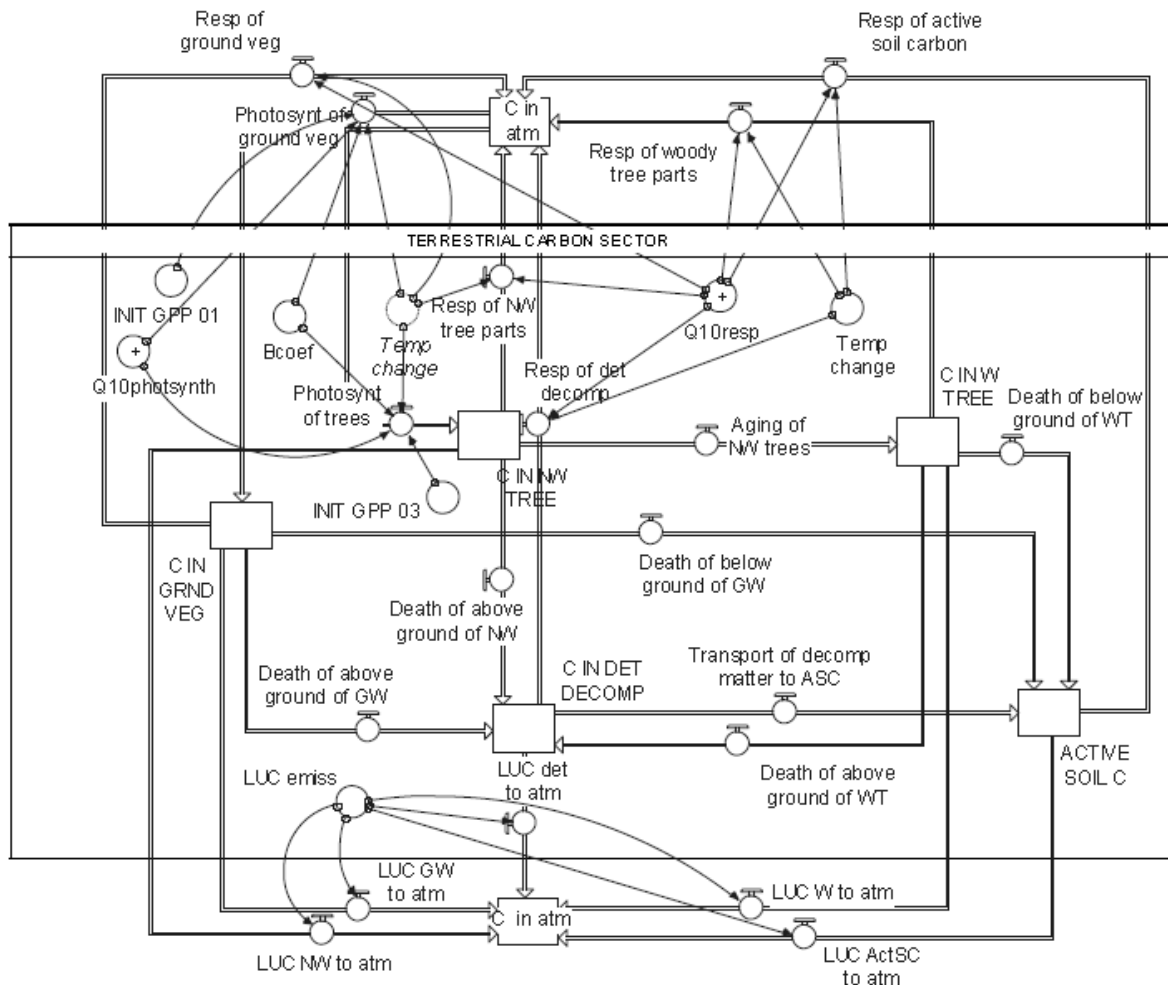 Resp of
ground veg
Resp of active
soil carbon
Photosynt of
ground veg
C in
atm
Resp of woody
tree parts
TERRESTRIAL CARBON SECTOR
INIT GPP 01
Bcoef
Temp
change
Resp of NW
tree parts
+
Q10resp
Temp
change
+
Q10photsynth
Photosynt
of trees
Resp of det
decomp
C IN W
TREE
Death of below
ground of WT
Aging of
NW trees
C IN NW
TREE
INIT GPP 03
C IN
GRND
VEG
Death of below
ground of GW
Death of above
ground of NW
Death of above
ground of GW
C IN DET
DECOMP
Transport of decomp
matter to ASC
ACTIVE
SOIL C
LUC emiss
LUC det
to atm
Death of above
ground of WT
LUC GW
to atm
C in atm
LUC W to atm
LUC NW to atm
LUC ActSC
to atm